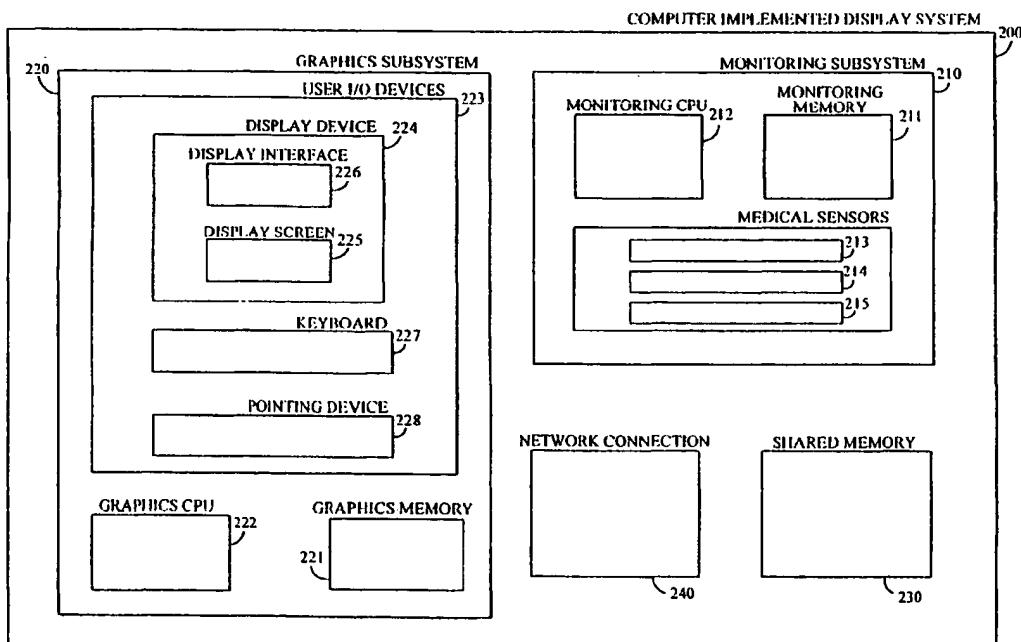 COMPUTER IMPLEMENTED DISPLAY SYSTEM
200
220
GRAPHICS SUBSYSTEM
USER I/O DEVICES
223
DISPLAY DEVICE
224
DISPLAY INTERFACE
226
DISPLAY SCREEN
225
KEYBOARD
227
POINTING DEVICE
228
GRAPHICS CPU
222
GRAPHICS MEMORY
221
MONITORING SUBSYSTEM
210
MONITORING CPU
212
MONITORING
MEMORY
211
MEDICAL SENSORS
213
214
215
NETWORK CONNECTION
240
SHARED MEMORY
230